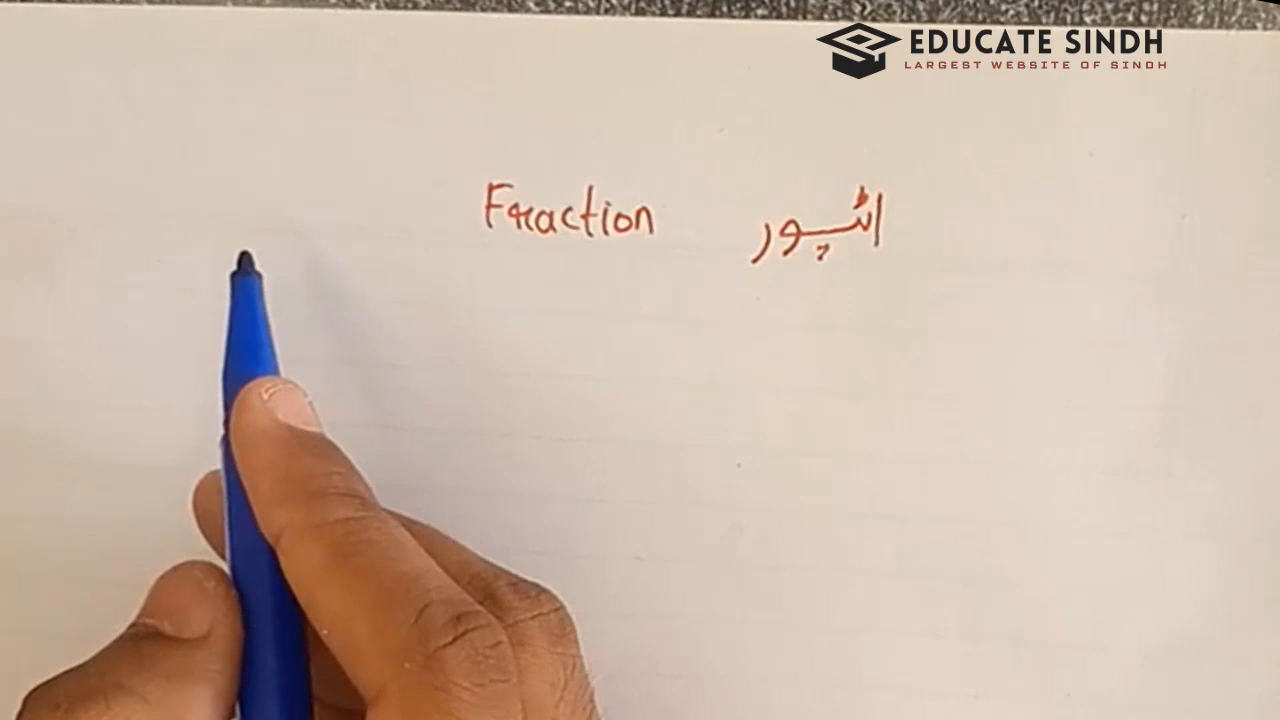 EDUCATE SINDH
LARGEST WEBSITE OF SINDH
Fraction اڻپور